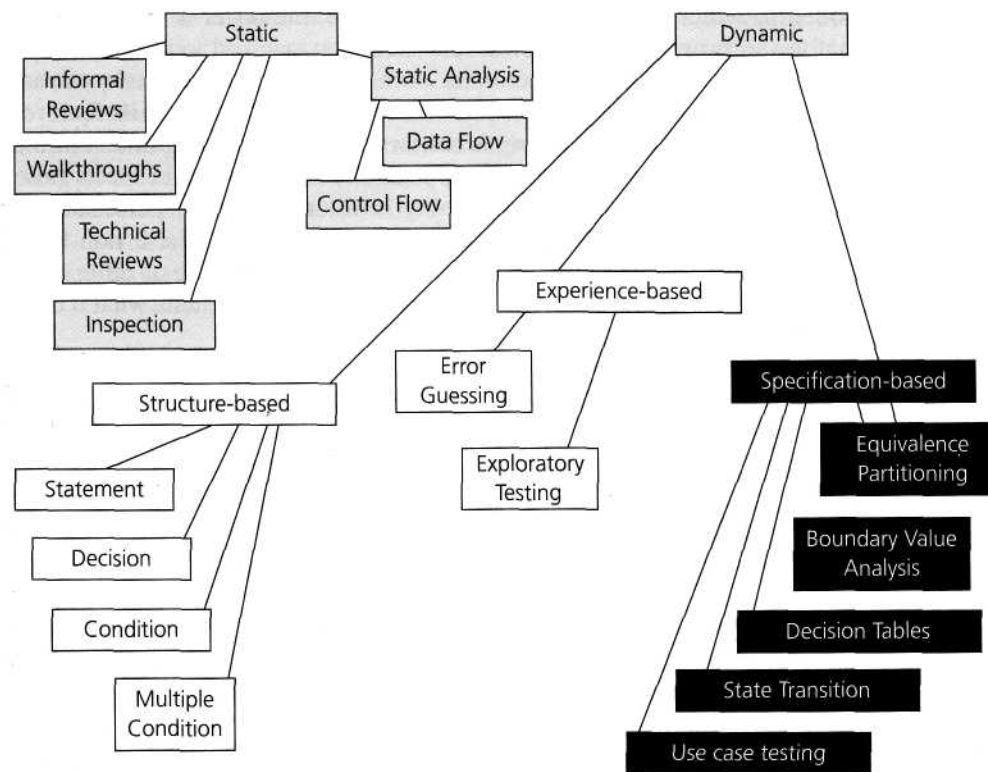 Static
Dynamic
Informal
Reviews
Static Analysis
Data Flow
Walkthroughs
Control Flow
Technical
Reviews
Inspection
Experience-based
Error
Guessing
Exploratory
Testing
Structure-based
Statement
Decision
Condition
Multiple
Condition
Specification-based
Equivalence
Partitioning
Boundary Value
Analysis
Decision Tables
State Transition
Use case testing